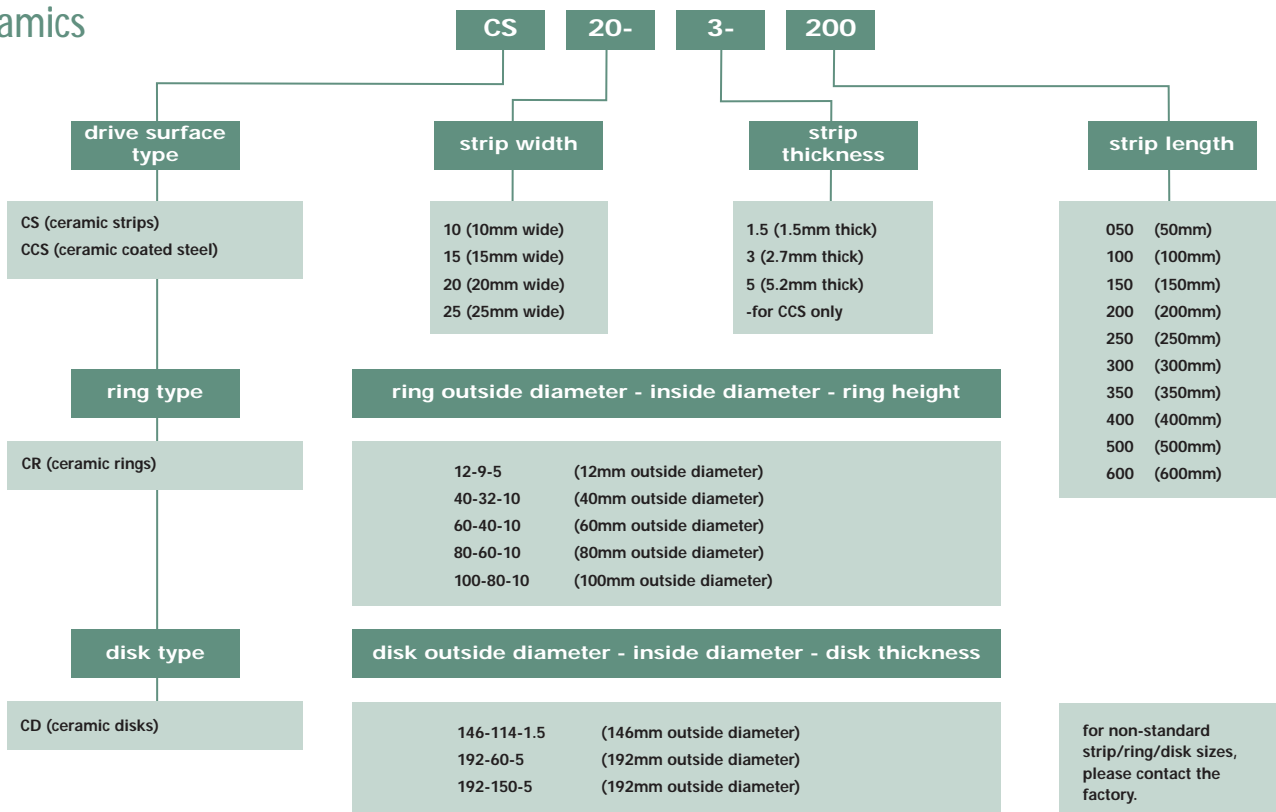 amics
CS 20- 3- 200
drive surface
type
strip width
strip
thickness
strip length
CS (ceramic strips)
CCS (ceramic coated steel)
10 (10mm wide)
15 (15mm wide)
20 (20mm wide)
25 (25mm wide)
1.5 (1.5mm thick)
3 (2.7mm thick)
5 (5.2mm thick)
-for CCS only
050 (50mm)
100 (100mm)
150 (150mm)
200 (200mm)
250 (250mm)
300 (300mm)
350 (350mm)
400 (400mm)
500 (500mm)
600 (600mm)
ring type
ring outside diameter - inside diameter - ring height
CR (ceramic rings)
12-9-5 (12mm outside diameter)
40-32-10 (40mm outside diameter)
60-40-10 (60mm outside diameter)
80-60-10 (80mm outside diameter)
100-80-10 (100mm outside diameter)
disk type
disk outside diameter - inside diameter - disk thickness
CD (ceramic disks)
146-114-1.5 (146mm outside diameter)
192-60-5 (192mm outside diameter)
192-150-5 (192mm outside diameter)
for non-standard
strip/ring/disk sizes,
please contact the
factory.